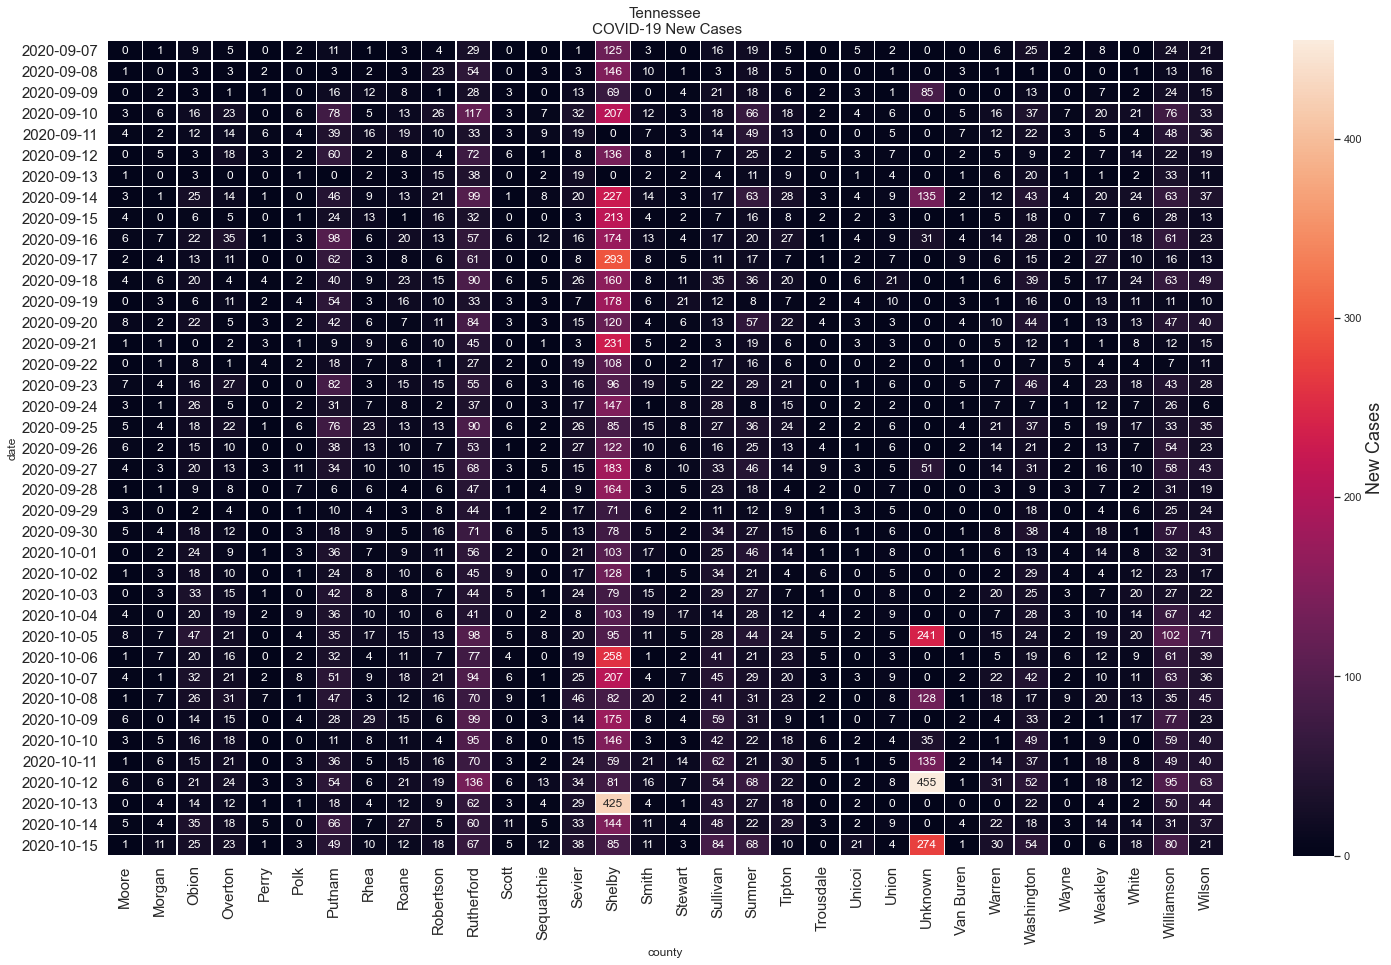 Tennessee
COVID-19 New Cases
2020-09-07 0 1 9 5 0 2 11 1 3 4 29 0 0 1 125 3 0 16 19 5 0 5 2 0 0 6 25 2 8 0 24 21
2020-09-08 1 0 3 3 2 0 3 2 3 23 54 0 3 3 146 10 1 3 18 5 0 0 1 0 3 1 1 0 0 1 13 16
2020-09-09 0 2 3 1 1 0 16 12 8 1 28 3 0 13 69 0 4 21 18 6 2 3 1 85 0 0 13 0 7 2 24 15
2020-09-10 3 6 16 23 0 6 78 5 13 26 117 3 7 32 207 12 3 18 66 18 2 4 6 0 5 16 37 7 20 21 76 33
2020-09-11 4 2 12 14 6 4 39 16 19 10 33 3 9 19 0 7 3 14 49 13 0 0 5 0 7 12 22 3 5 4 48 36
2020-09-12 0 5 3 18 3 2 60 2 8 4 72 6 1 8 136 8 1 7 25 2 5 3 7 0 2 5 9 2 7 14 22 19
2020-09-13 1 0 3 0 0 1 0 2 3 15 38 0 2 19 0 2 2 4 11 9 0 1 4 0 1 6 20 1 1 2 33 11
2020-09-14 3 1 25 14 1 0 46 9 13 21 99 1 8 20 227 14 3 17 63 28 3 4 9 135 2 12 43 4 20 24 63 37
2020-09-15 4 0 6 5 0 1 24 13 1 16 32 0 0 3 213 4 2 7 16 8 2 2 3 0 1 5 18 0 7 6 28 13
2020-09-16 6 7 22 35 1 3 98 6 20 13 57 6 12 16 174 13 4 17 20 27 1 4 9 31 4 14 28 0 10 18 61 23
2020-09-17 2 4 13 11 0 0 62 3 8 6 61 0 0 8 293 8 5 11 17 7 1 2 7 0 9 6 15 2 27 10 16 13
2020-09-18 4 6 20 4 4 2 40 9 23 15 90 6 5 26 160 8 11 35 36 20 0 6 21 0 1 6 39 5 17 24 63 49
2020-09-19 0 3 6 11 2 4 54 3 16 10 33 3 3 7 178 6 21 12 8 7 2 4 10 0 3 1 16 0 13 11 11 10
2020-09-20 8 2 22 5 3 2 42 6 7 11 84 3 3 15 120 4 6 13 57 22 4 3 3 0 4 10 44 1 13 13 47 40
2020-09-21 1 1 0 2 3 1 9 9 6 10 45 0 1 3 231 5 2 3 19 6 0 3 3 0 0 5 12 1 1 8 12 15
2020-09-22 0 1 8 1 4 2 18 7 8 1 27 2 0 19 108 0 2 17 16 6 0 0 2 0 1 0 7 5 4 4 7 11
2020-09-23 7 4 16 27 0 0 82 3 15 15 55 6 3 16 96 19 5 22 29 21 0 1 6 0 5 7 46 4 23 18 43 28
2020-09-24 3 1 26 5 0 2 31 7 8 2 37 0 3 17 147 1 8 28 8 15 0 2 2 0 1 7 7 1 12 7 26 6
2020-09-25 5 4 18 22 1 6 76 23 13 13 90 6 2 26 85 15 8 27 36 24 2 2 6 0 4 21 37 5 19 17 33 35
2020-09-26 6 2 15 10 0 0 38 13 10 7 53 1 2 27 122 10 6 16 25 13 4 1 6 0 2 14 21 2 13 7 54 23
2020-09-27 4 3 20 13 3 11 34 10 10 15 68 3 5 15 183 8 10 33 46 14 9 3 5 51 0 14 31 2 16 10 58 43
2020-09-28 1 1 9 8 0 7 6 6 4 6 47 1 4 9 164 3 5 23 18 4 2 0 7 0 0 3 9 3 7 2 31 19
2020-09-29 3 0 2 4 0 1 10 4 3 8 44 1 2 17 71 6 2 11 12 9 1 3 5 0 0 0 18 0 4 6 25 24
2020-09-30 5 4 18 12 0 3 18 9 5 16 71 6 5 13 78 5 2 34 27 15 6 1 6 0 1 8 38 4 18 1 57 43
2020-10-01 0 2 24 9 1 3 36 7 9 11 56 2 0 21 103 17 0 25 46 14 1 1 8 0 1 6 13 4 14 8 32 31
2020-10-02 1 3 18 10 0 1 24 8 10 6 45 9 0 17 128 1 5 34 21 4 6 0 5 0 0 2 29 4 4 12 23 17
2020-10-03 0 3 33 15 1 0 42 8 8 7 44 5 1 24 79 15 2 29 27 7 1 0 8 0 2 20 25 3 7 20 27 22
2020-10-04 4 0 20 19 2 9 36 10 10 6 41 0 2 8 103 19 17 14 28 12 4 2 9 0 0 7 28 3 10 14 67 42
2020-10-05 8 7 47 21 0 4 35 17 15 13 98 5 8 20 95 11 5 28 44 24 5 2 5 241 0 15 24 2 19 20 102 71
2020-10-06 1 7 20 16 0 2 32 4 11 7 77 4 0 19 258 1 2 41 21 23 5 0 3 0 1 5 19 6 12 9 61 39
2020-10-07 4 1 32 21 2 8 51 9 18 21 94 6 1 25 207 4 7 45 29 20 3 3 9 0 2 22 42 2 10 11 63 36
2020-10-08 1 7 26 31 7 1 47 3 12 16 70 9 1 46 82 20 2 41 31 23 2 0 8 128 1 18 17 9 20 13 35 45
2020-10-09 6 0 14 15 0 4 28 29 15 6 99 0 3 14 175 8 4 59 31 9 1 0 7 0 2 4 33 2 1 17 77 23
2020-10-10 3 5 16 18 0 0 11 8 11 4 95 8 0 15 146 3 3 42 22 18 6 2 4 35 2 1 49 1 9 0 59 40
2020-10-11 1 6 15 21 0 3 36 5 15 16 70 3 2 24 59 21 14 62 21 30 5 1 5 135 2 14 37 1 18 8 49 40
2020-10-12 6 6 21 24 3 3 54 6 21 19 136 6 13 34 81 16 7 54 68 22 0 2 8 455 1 31 52 1 18 12 95 63
2020-10-13 0 4 14 12 1 1 18 4 12 9 62 3 4 29 425 4 1 43 27 18 0 2 0 0 0 0 22 0 4 2 50 44
2020-10-14 5 4 35 18 5 0 66 7 27 5 60 11 5 33 144 11 4 48 22 29 3 2 9 0 4 22 18 2 14 14 31 37
2020-10-15 1 11 25 23 1 3 49 10 12 18 67 5 12 38 85 11 3 84 68 10 0 21 4 274 1 30 54 0 6 18 80 21
Moore Morgan Obion Overton Perry Polk Putnam Rhea Roane Robertson Rutherford Scott Sequatchie Sevier Shelby Smith Stewart Sullivan Sumner Tipton Trousdale Unicoi Union Unknown Van Buren Warren Washington Wayne Weakley White Williamson Wilson
county
date
400
300
200
100
0
New Cases